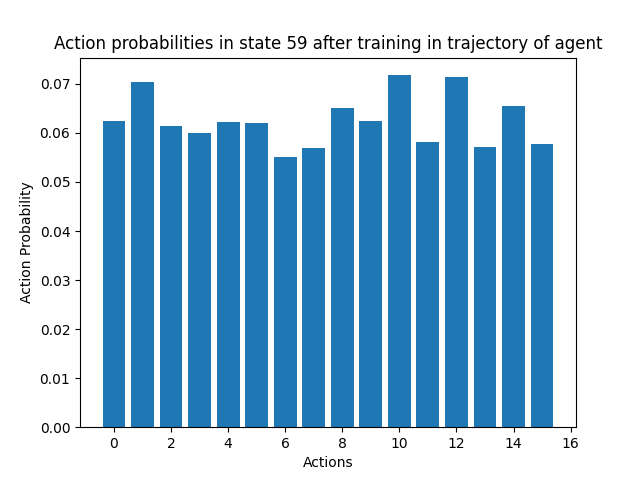 Action probabilities in state 59 after training in trajectory of agent
0.07
0.06
0.05
0.04
0.03
0.02
0.01
0.00
Action Probability
0 2 4 6 8 10 12 14 16
Actions